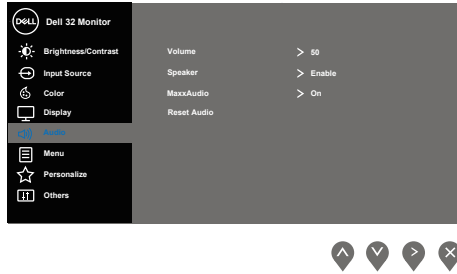 DELL Dell 32 Monitor
Brightness/Contrast
Input Source
Color
Display
Audio
Menu
Personalize
Others
Volume > 50
Speaker > Enable
MaxxAudio > On
Reset Audio